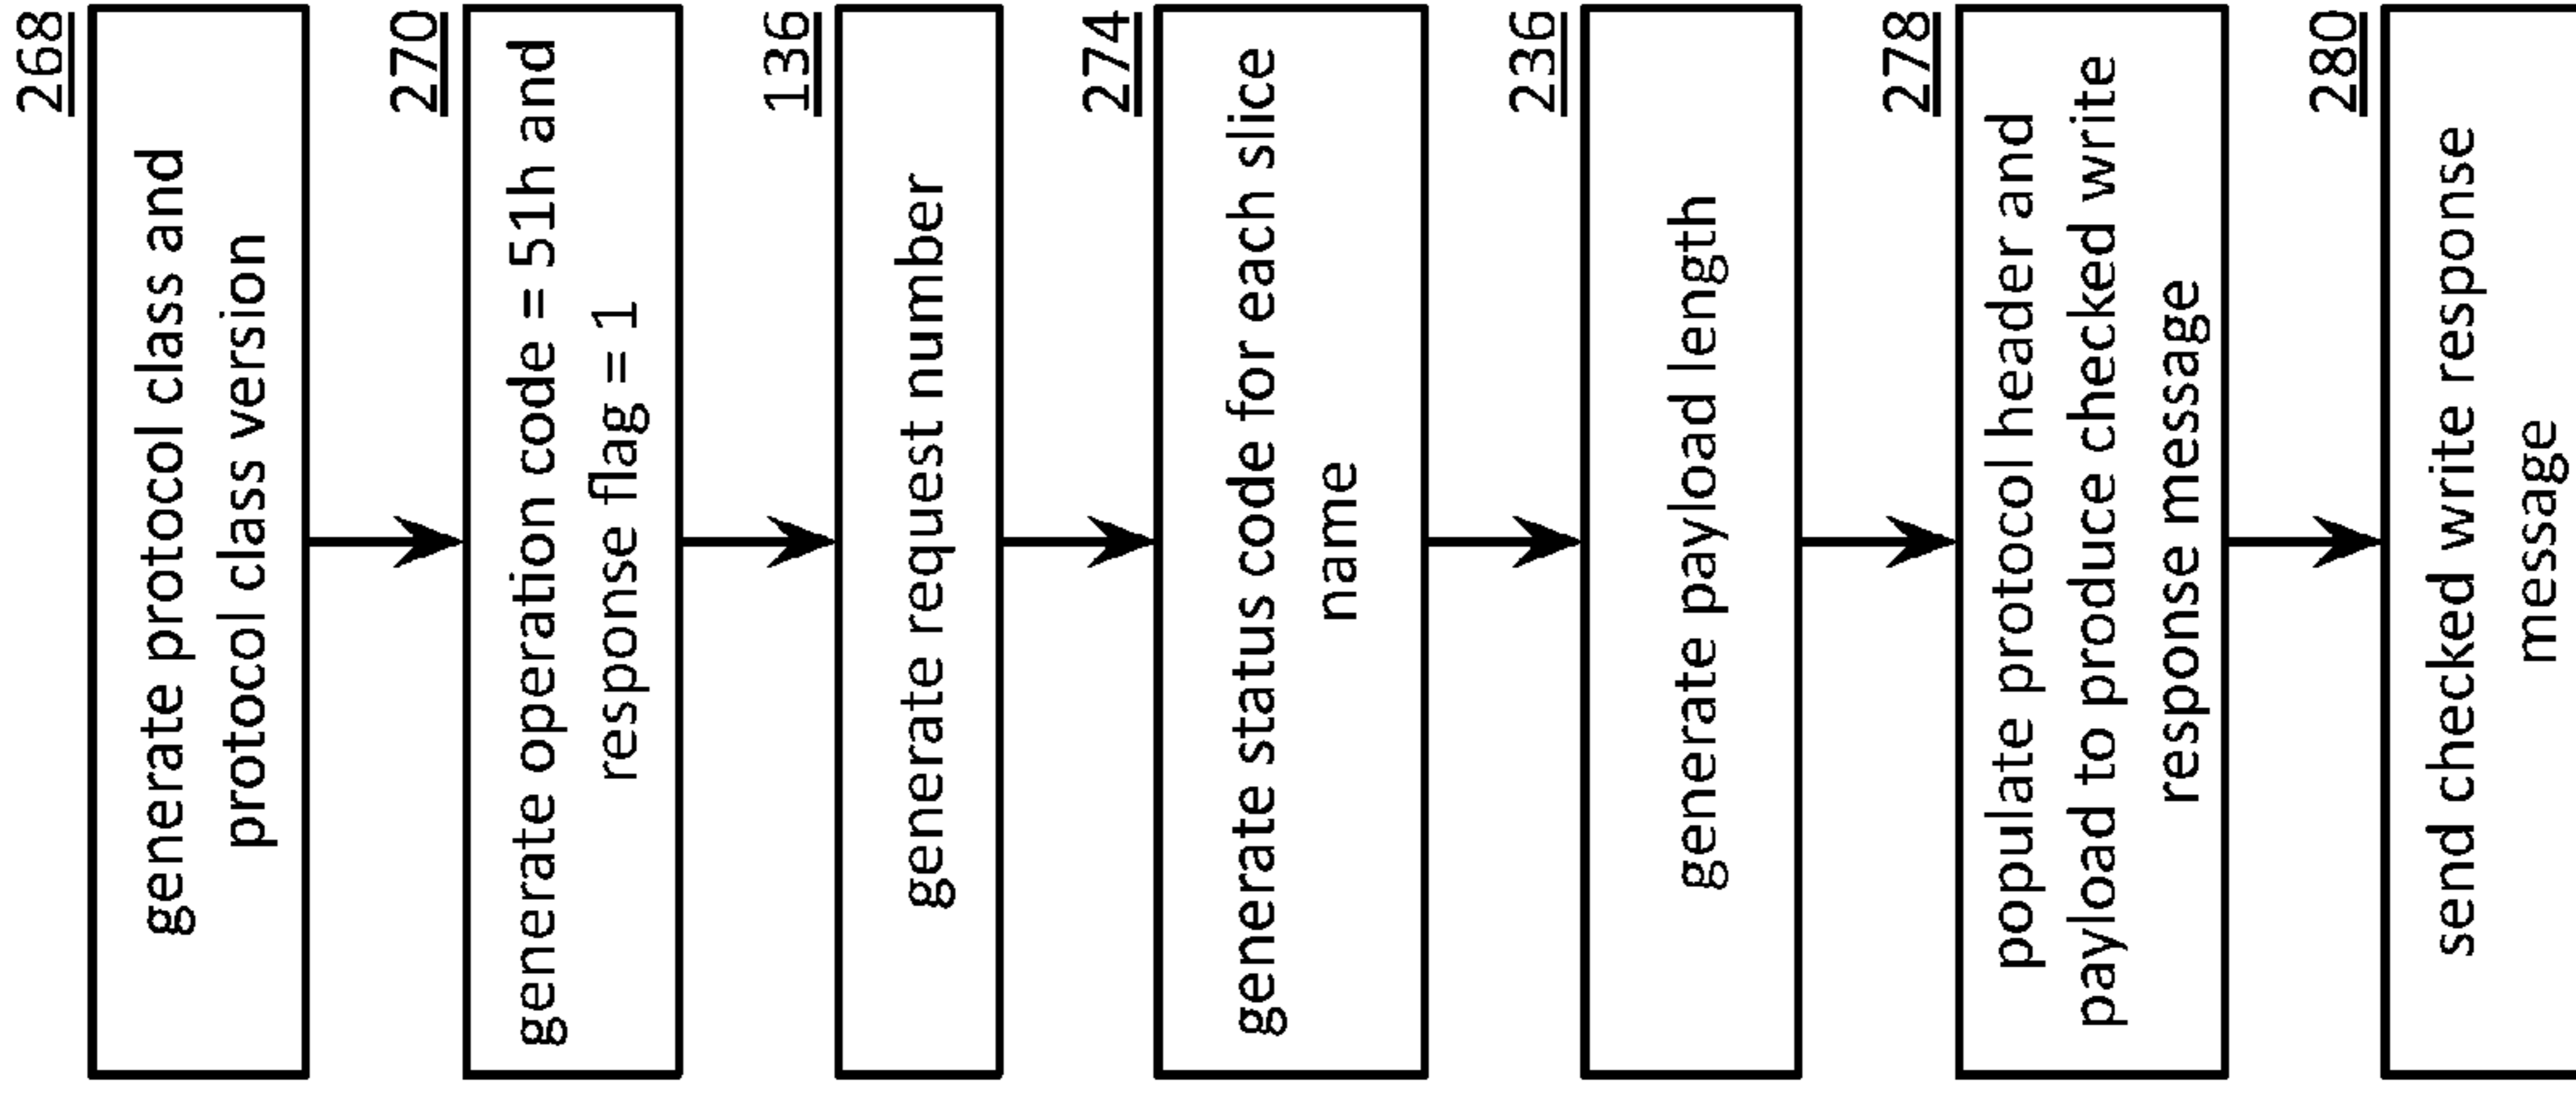 268
generate protocol class and
protocol class version
270
generate operation code = 51h and
response flag = 1
136
generate request number
274
generate status code for each slice
name
236
generate payload length
278
populate protocol header and
payload to produce checked write
response message
280
send checked write response
message